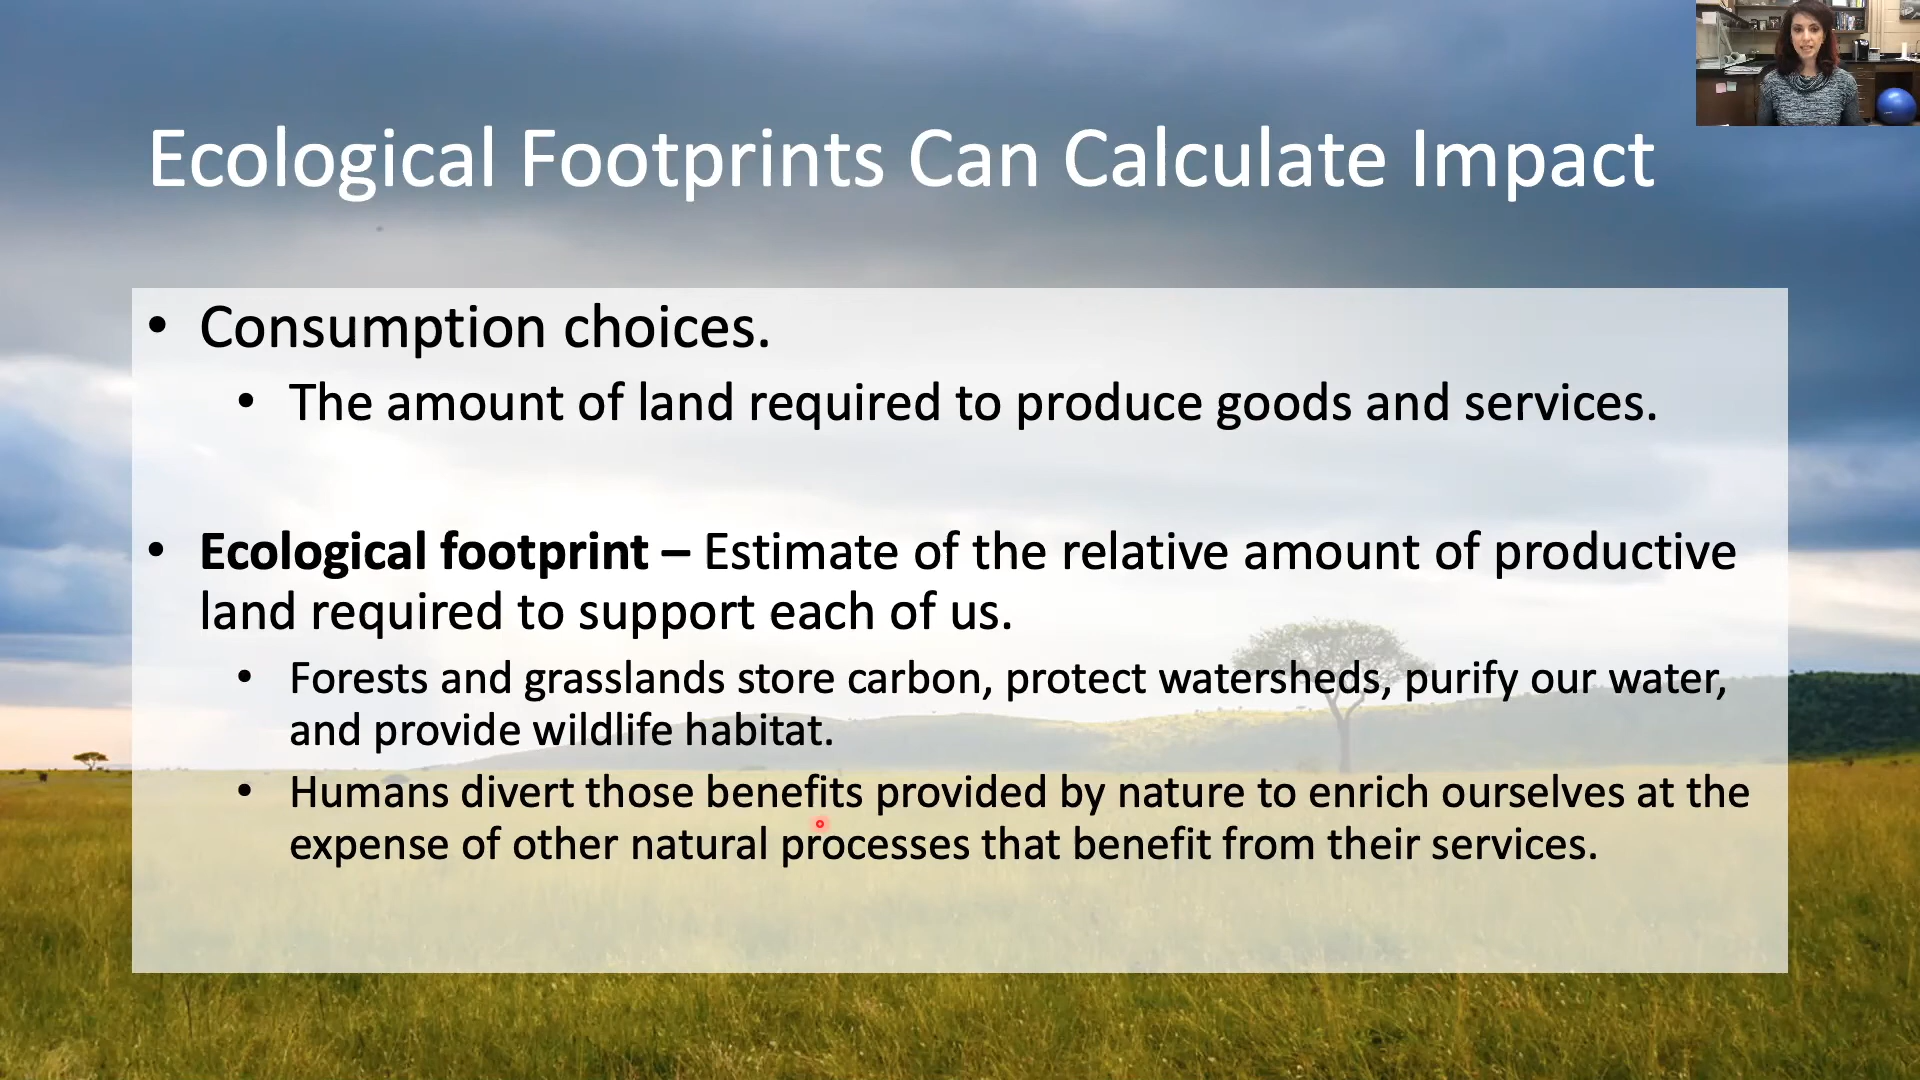 Ecological Footprints Can Calculate Impact
• Consumption choices.
• The amount of land required to produce goods and services.
• Ecological footprint – Estimate of the relative amount of productive
land required to support each of us.
• Forests and grasslands store carbon, protect watersheds, purify our water,
and provide wildlife habitat.
• Humans divert those benefits provided by nature to enrich ourselves at the
expense of other natural processes that benefit from their services.